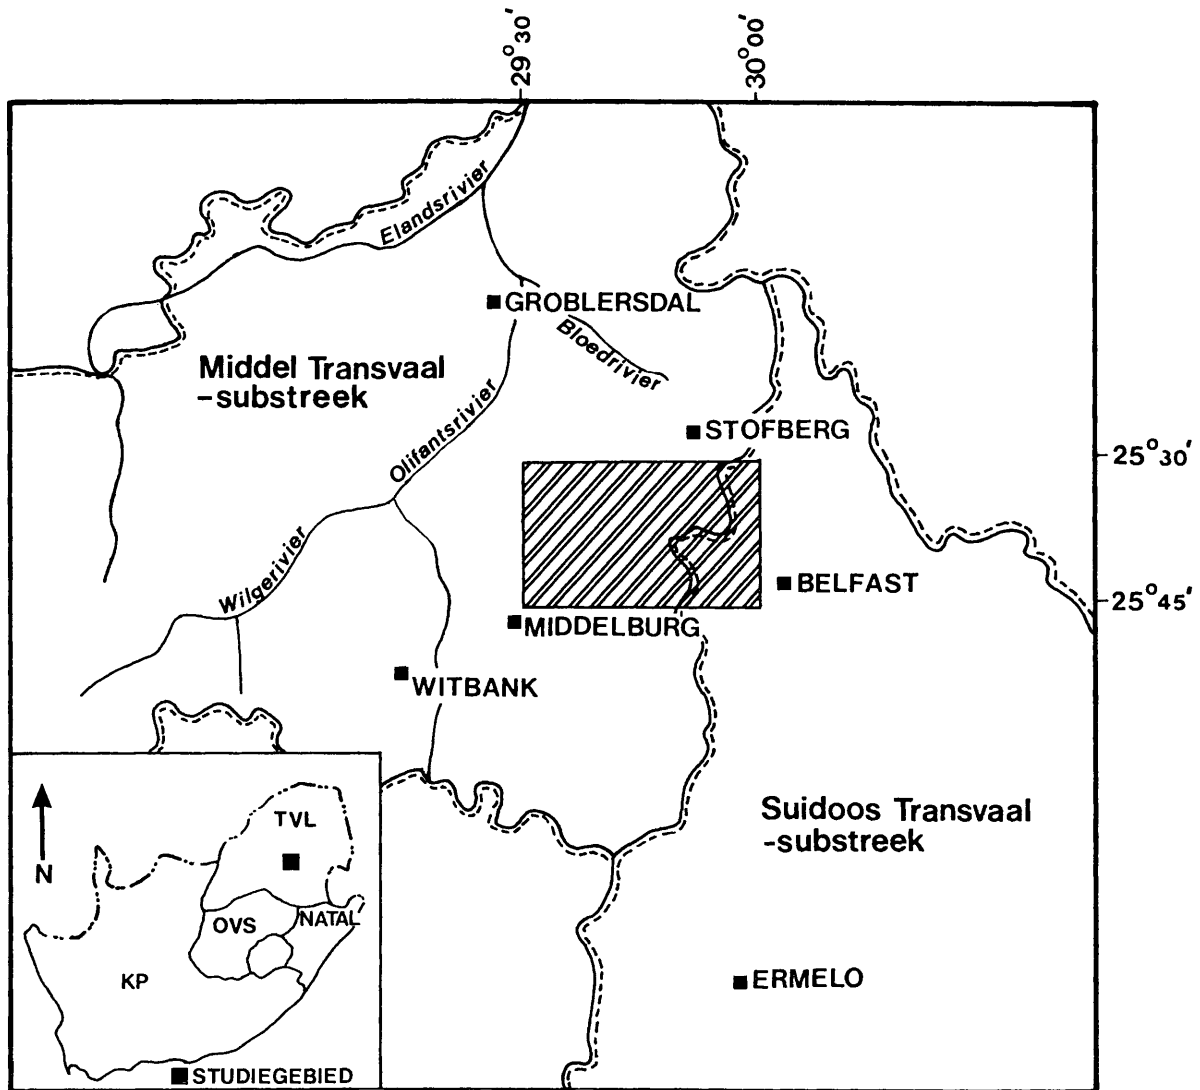 29°30'
30°00'
Elandsrivier
GROBLERSDAL
Bloedrivier
Middel Transvaal
-substreek
Olifantsrivier
STOFBERG
25°30'
Wilgerivier
BELFAST
25°45'
MIDDELBURG
WITBANK
Suidoos Transvaal
-substreek
TVL
N
OVS
NATAL
KP
ERMELO
STUDIEGEBIED